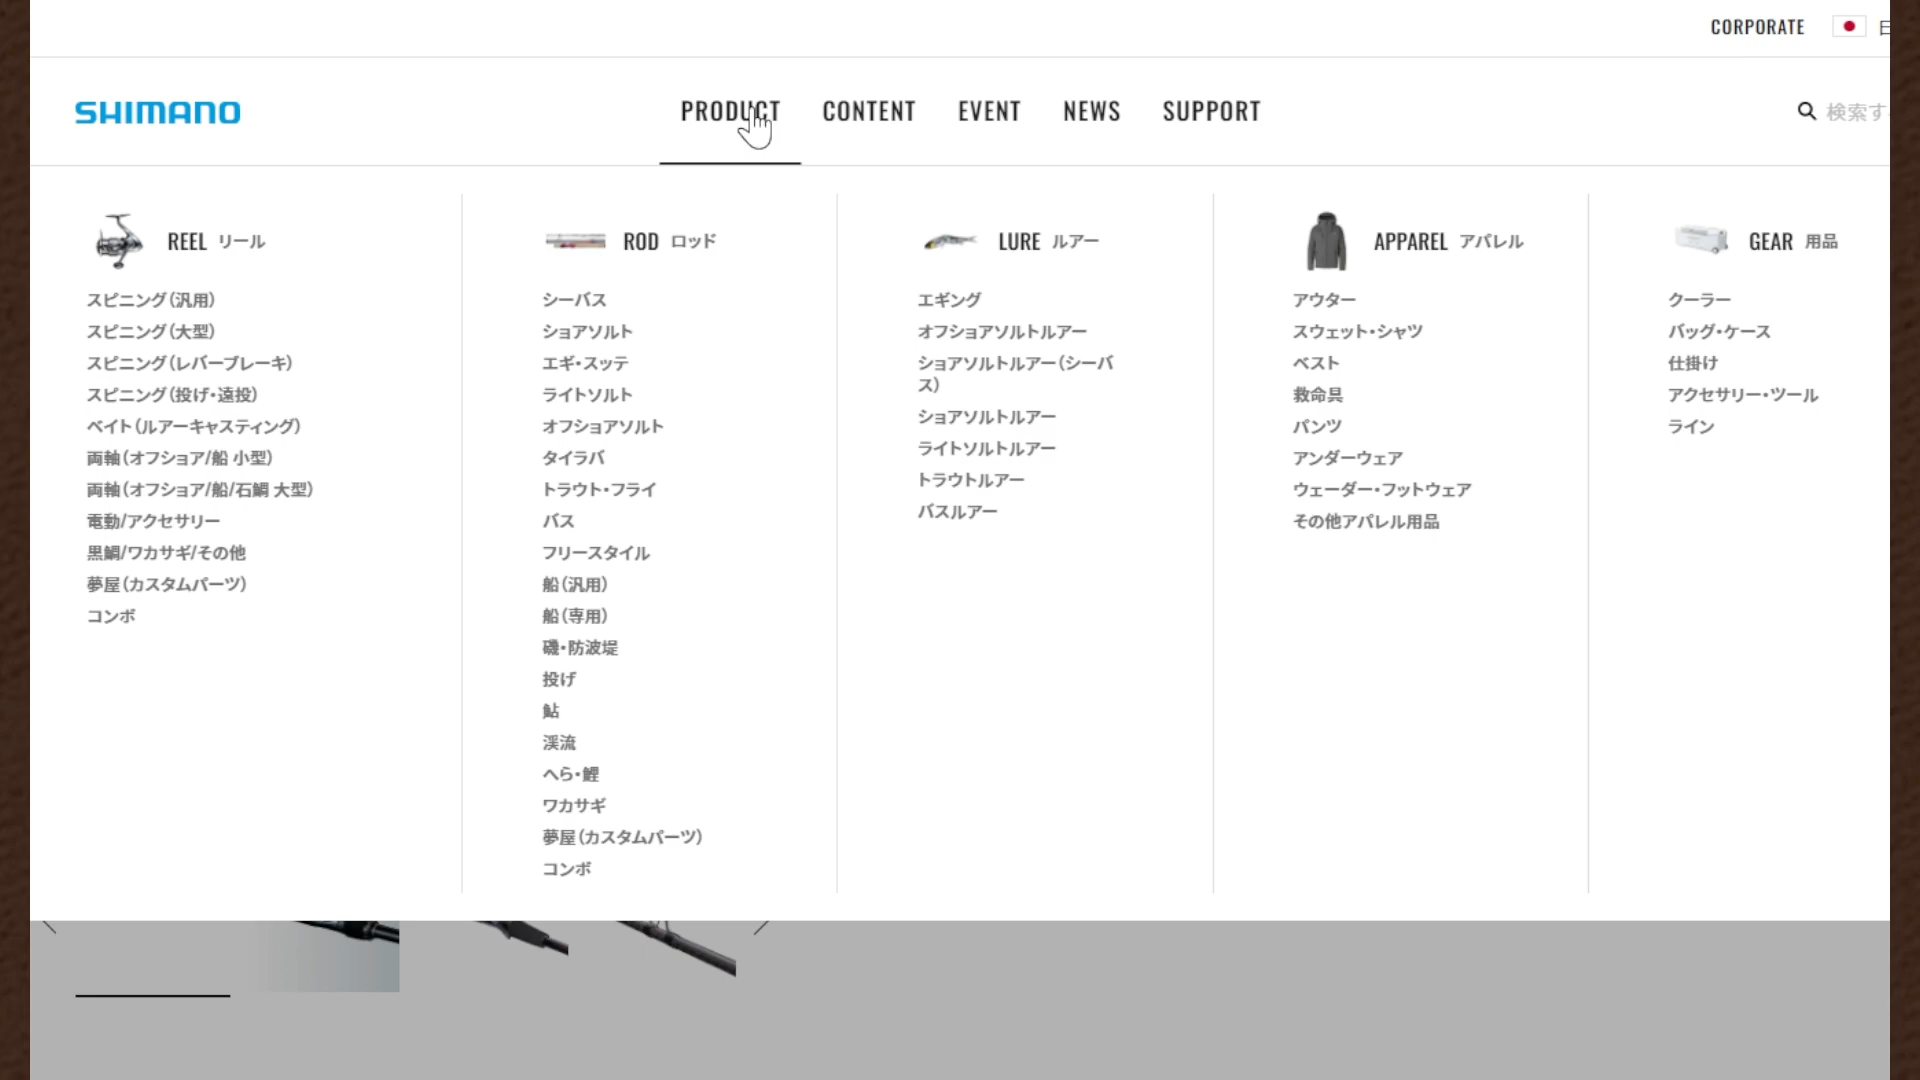 CORPORATE
SHIMANO
PRODUCT CONTENT EVENT NEWS SUPPORT
検索す
REEL リール
スピニング(汎用)
スピニング(大型)
スピニング(レバーブレーキ)
スピニング(投げ・遠投)
ベイト(ルアーキャスティング)
両軸(オフショア/船 小型)
両軸(オフショア/船/石鯛 大型)
電動/アクセサリー
黒鯛/ワカサギ/その他
夢屋(カスタムパーツ)
コンボ
ROD ロッド
シーバス
ショアソルト
エギ・スッテ
ライトソルト
オフショアソルト
タイラバ
トラウト・フライ
バス
フリースタイル
船(汎用)
船(専用)
磯・防波堤
投げ
鮎
渓流
へら・鯉
ワカサギ
夢屋(カスタムパーツ)
コンボ
LURE ルアー
エギング
オフショアソルトルアー
ショアソルトルアー(シーバ
ス)
ショアソルトルアー
ライトソルトルアー
トラウトルアー
バスルアー
APPAREL アパレル
アウター
スウェット・シャツ
ベスト
救命具
パンツ
アンダーウェア
ウェーダー・フットウェア
その他アパレル用品
GEAR 用品
クーラー
バッグ・ケース
仕掛け
アクセサリー・ツール
ライン